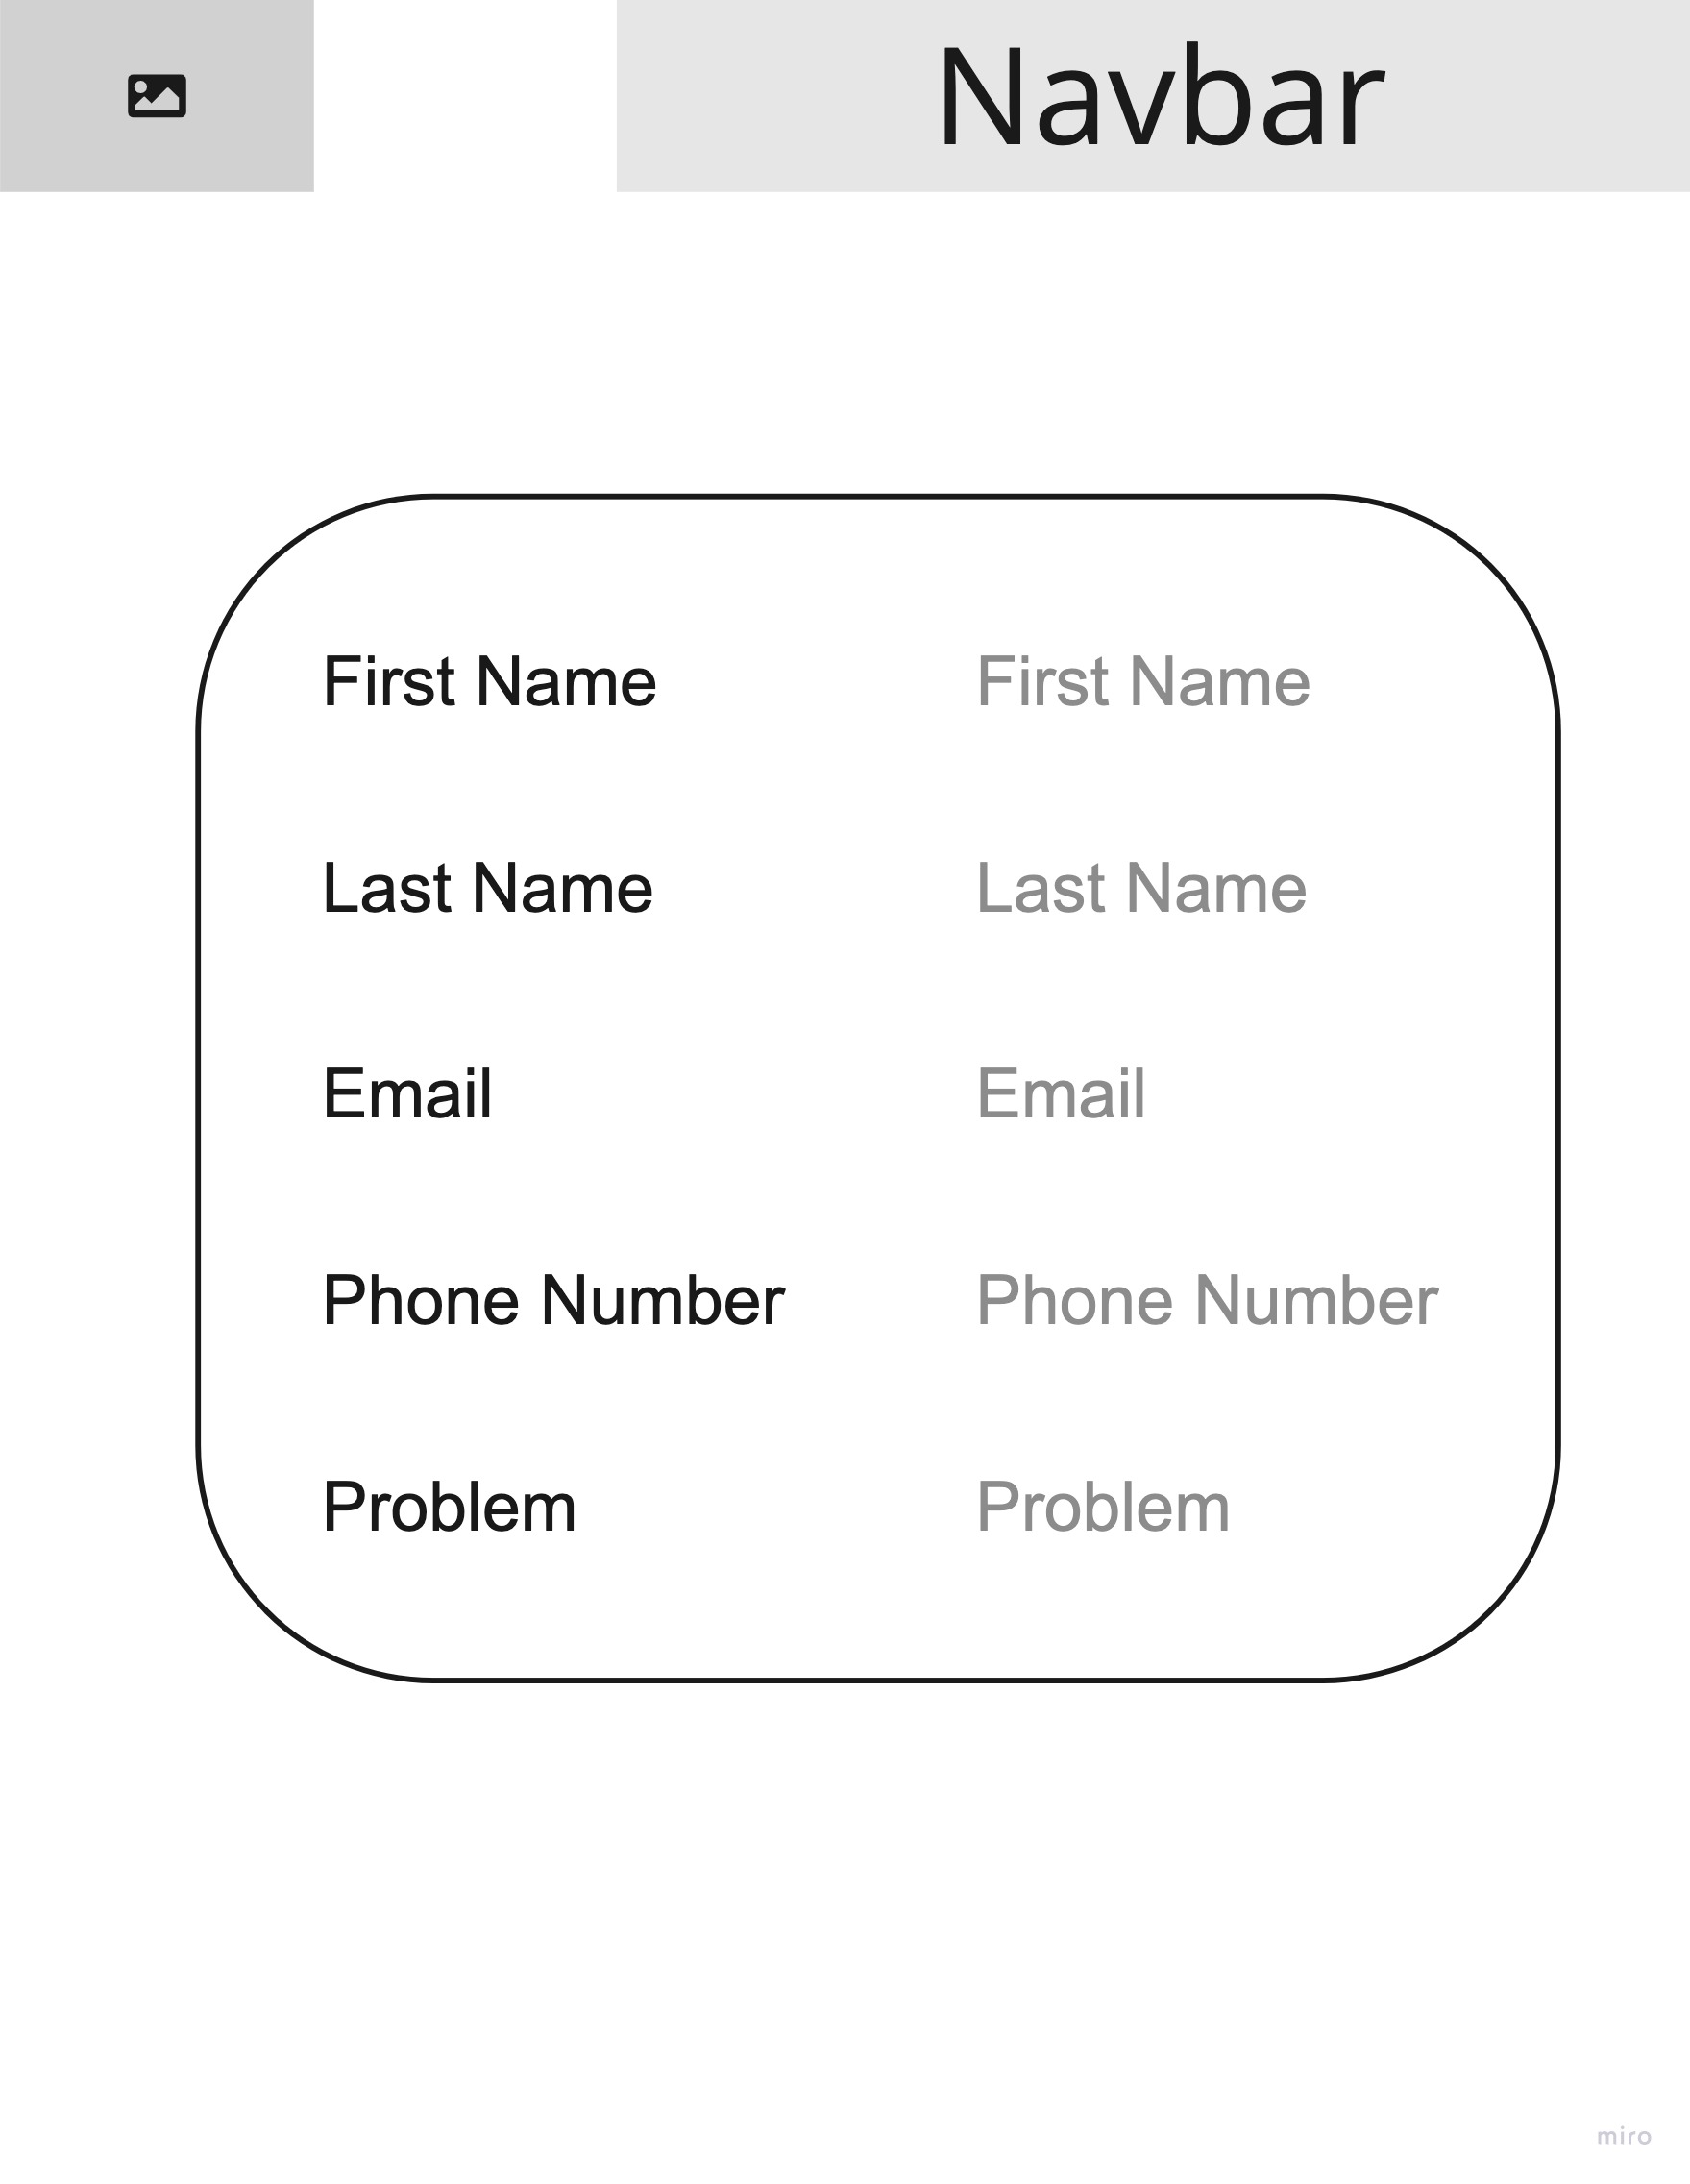 Navbar
First Name First Name
Last Name Last Name
Email Email
Phone Number Phone Number
Problem Problem
miro